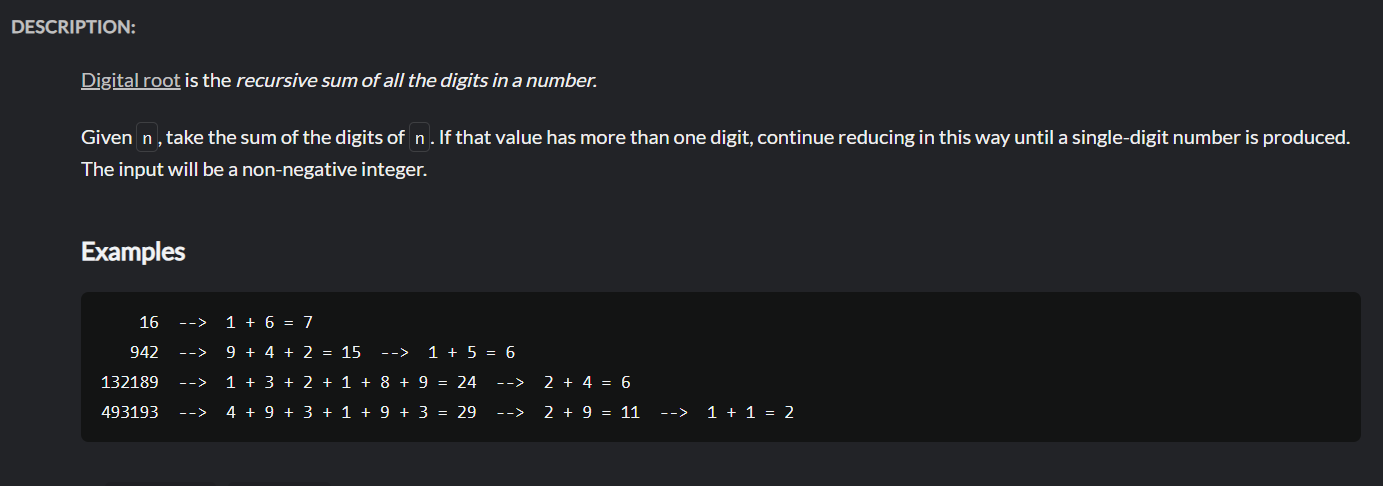 DESCRIPTION:
Digital root is the recursive sum of all the digits in a number.
Given n, take the sum of the digits of n. If that value has more than one digit, continue reducing in this way until a single-digit number is produced.
The input will be a non-negative integer.
Examples
    16  -->  1 + 6 = 7
   942  -->  9 + 4 + 2 = 15  -->  1 + 5 = 6
132189  -->  1 + 3 + 2 + 1 + 8 + 9 = 24  -->  2 + 4 = 6
493193  -->  4 + 9 + 3 + 1 + 9 + 3 = 29  -->  2 + 9 = 11  -->  1 + 1 = 2